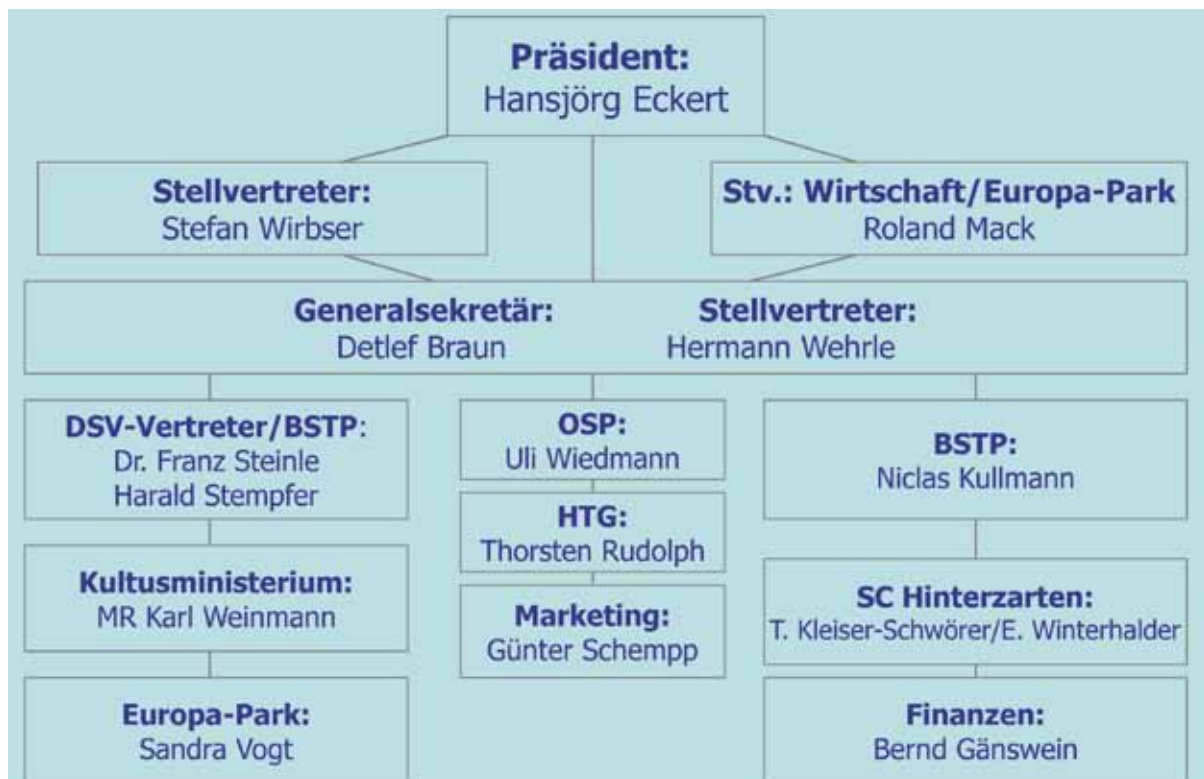 Präsident:
Hansjörg Eckert
Stellvertreter:
Stefan Wirbser
Stv.: Wirtschaft/Europa-Park
Roland Mack
Generalsekretär:
Detlef Braun
Stellvertreter:
Hermann Wehrle
DSV-Vertreter/BSTP:
Dr. Franz Steinle
Harald Stempfer
Kultusministerium:
MR Karl Weinmann
Europa-Park:
Sandra Vogt
OSP:
Uli Wiedmann
HTG:
Thorsten Rudolph
Marketing:
Günter Schempp
BSTP:
Niclas Kullmann
SC Hinterzarten:
T. Kleiser-Schwörer/E. Winterhalder
Finanzen:
Bernd Gänswein